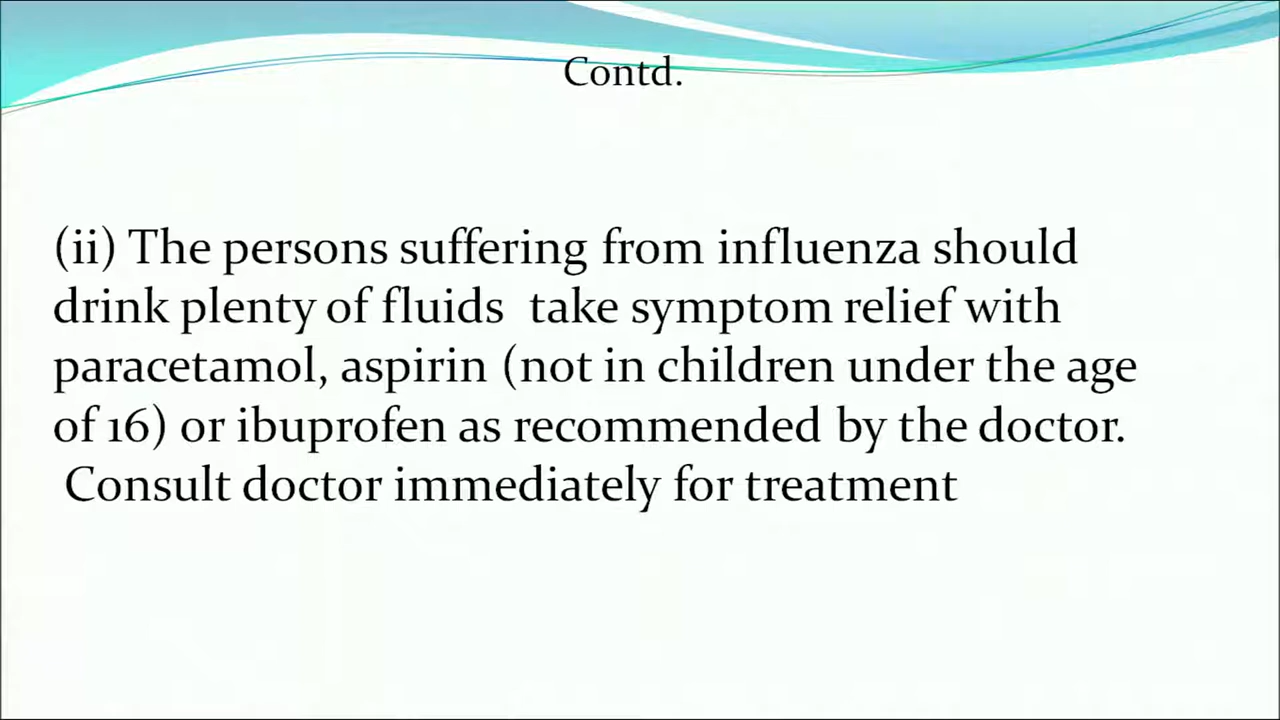 Contd.
(ii) The persons suffering from influenza should
drink plenty of fluids  take symptom relief with
paracetamol, aspirin (not in children under the age
of 16) or ibuprofen as recommended by the doctor.
Consult doctor immediately for treatment